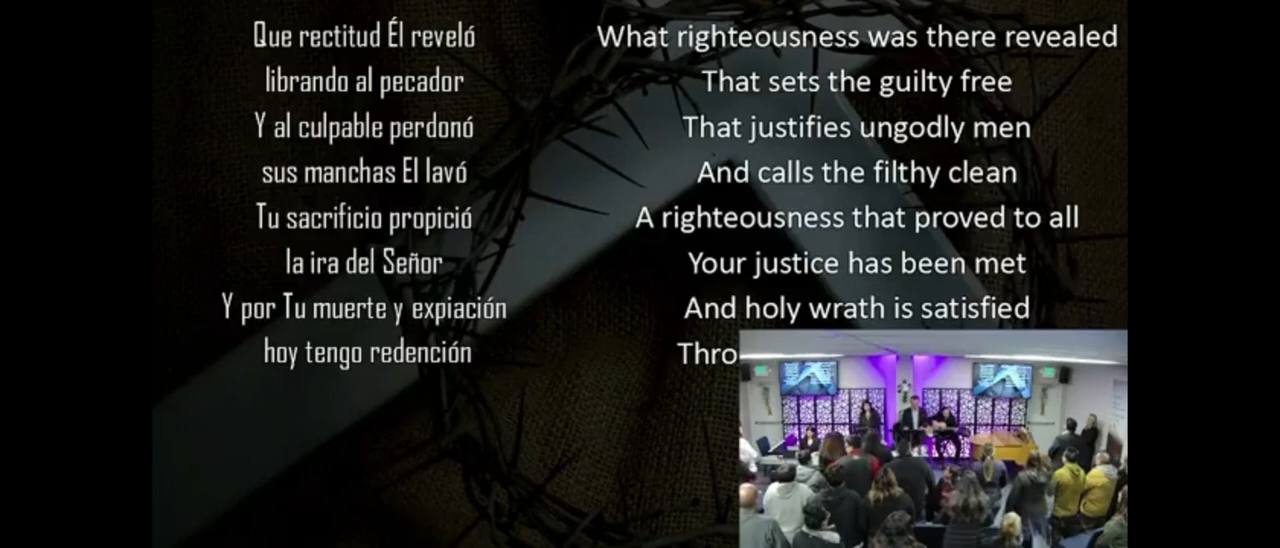 Que rectitud Él reveló
librando al pecador
Y al culpable perdonó
sus manchas El lavó
Tu sacrificio propició
la ira del Señor
Y por Tu muerte y expiación
hoy tengo redención
What righteousness was there revealed
That sets the guilty free
That justifies ungodly men
And calls the filthy clean
A righteousness that proved to all
Your justice has been met
And holy wrath is satisfied
Thro